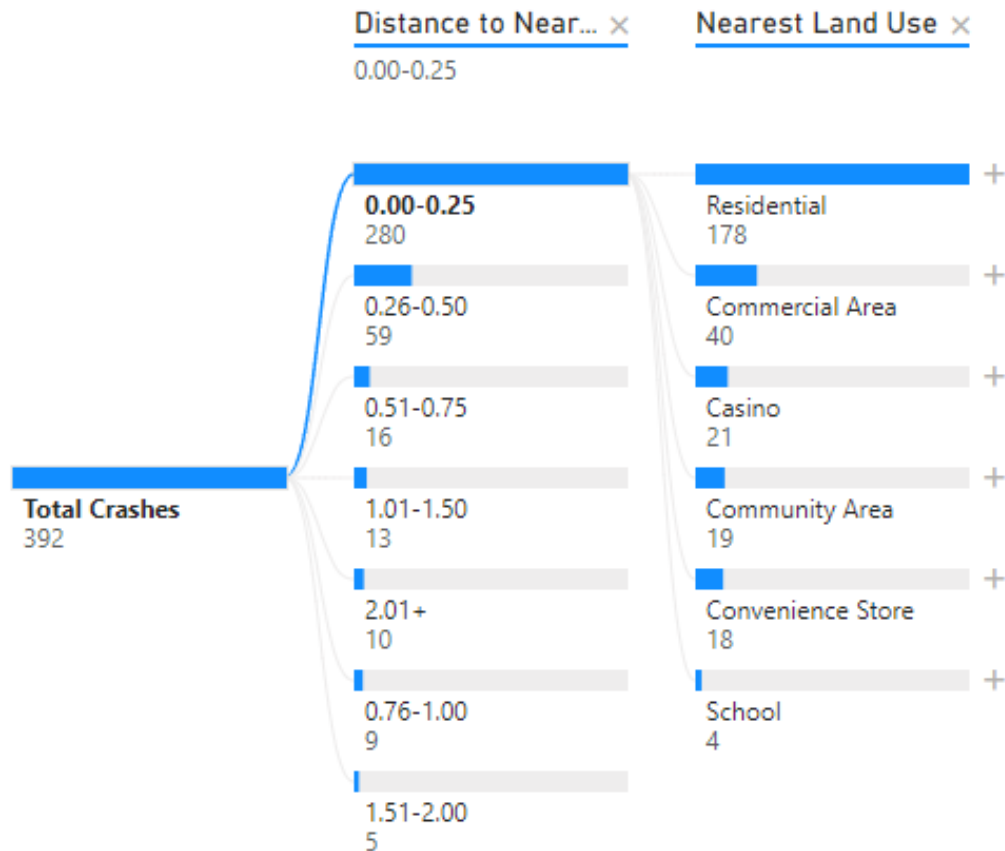 Distance to Near... ×
0.00-0.25
Nearest Land Use ×
Total Crashes
392
0.00-0.25
280
0.26-0.50
59
0.51-0.75
16
1.01-1.50
13
2.01+
10
0.76-1.00
9
1.51-2.00
5
Residential
178
Commercial Area
40
Casino
21
Community Area
19
Convenience Store
18
School
4